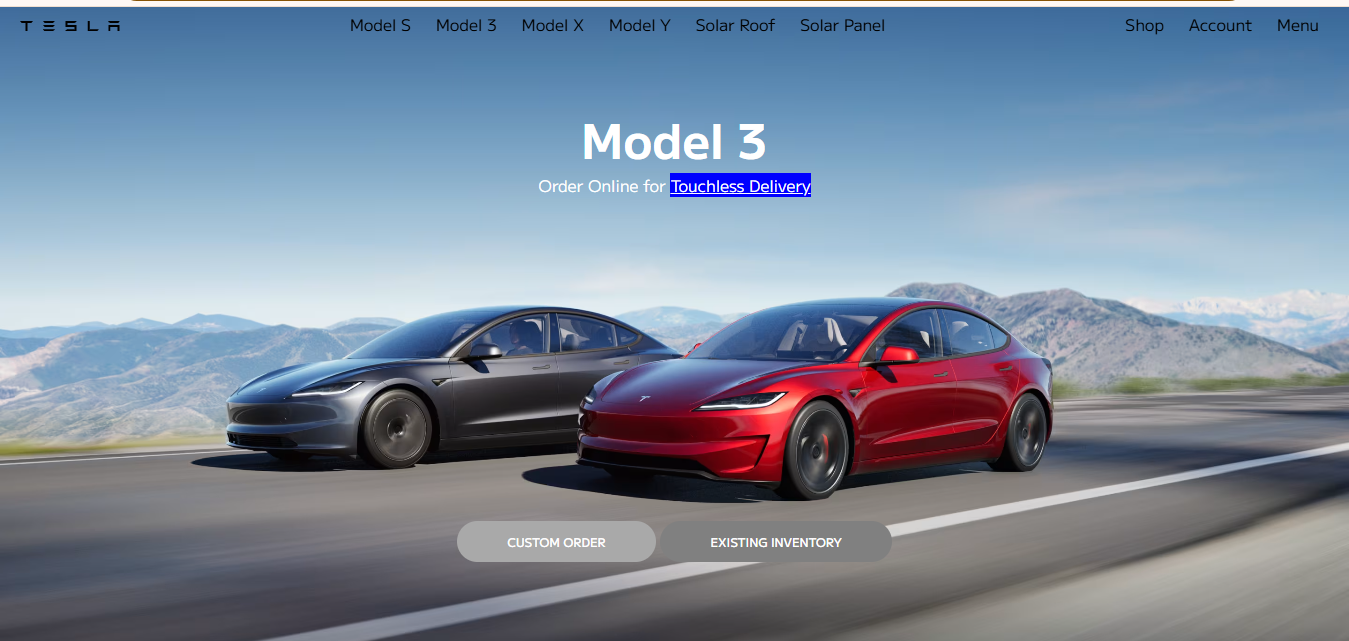 TESLA Model S Model 3 Model X Model Y Solar Roof Solar Panel Shop Account Menu
Model 3
Order Online for Touchless Delivery
CUSTOM ORDER EXISTING INVENTORY